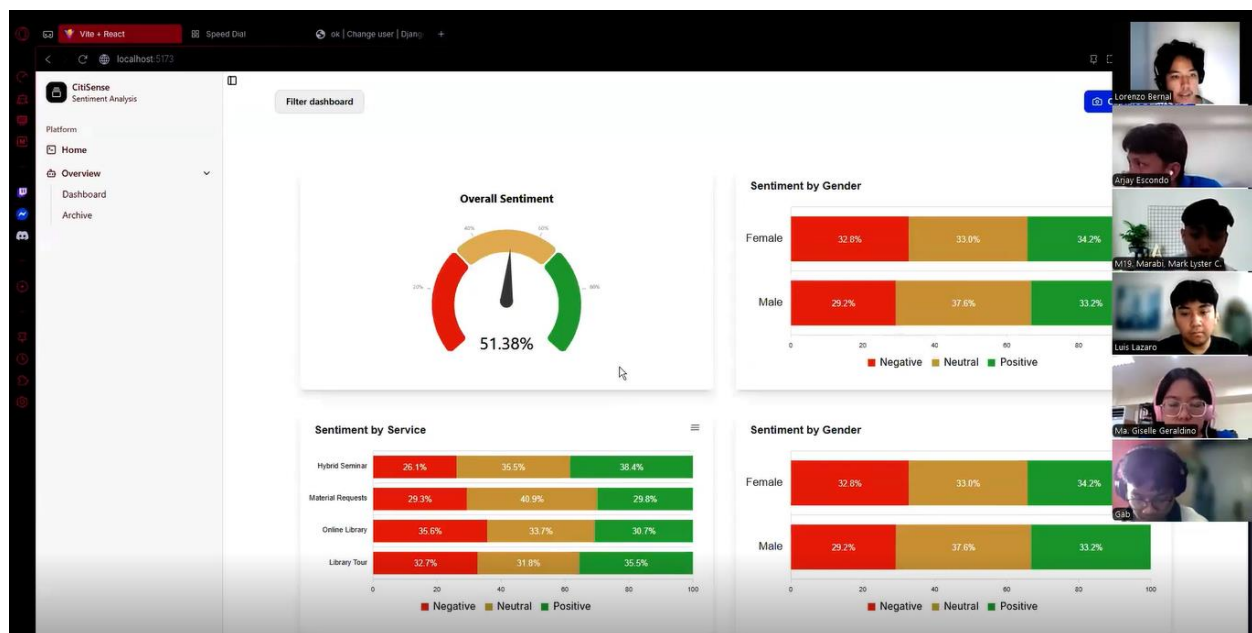 Vite + React
Speed Dial
ok | Change user | Djang
localhost:5173
CitiSense
Sentiment Analysis
Platform
Home
Overview
Dashboard
Archive
Filter dashboard
Overall Sentiment
40%
60%
20%
80%
51.38%
Sentiment by Gender
Female
32.8%
33.0%
34.2%
Male
29.2%
37.6%
33.2%
0
20
40
60
80
Negative
Neutral
Positive
Sentiment by Service
Hybrid Seminar
26.1%
35.5%
38.4%
Material Requests
29.3%
40.9%
29.8%
Online Library
35.6%
33.7%
30.7%
Library Tour
32.7%
31.8%
35.5%
0
20
40
60
80
100
Negative
Neutral
Positive
Sentiment by Gender
Female
32.8%
33.0%
34.2%
Male
29.2%
37.6%
33.2%
0
20
40
60
80
100
Negative
Neutral
Positive
Lorenzo Bernal
Arjay Escondo
M19_Marabi, Mark Lyster C.
Luis Lazaro
Ma. Giselle Geraldino
Gab